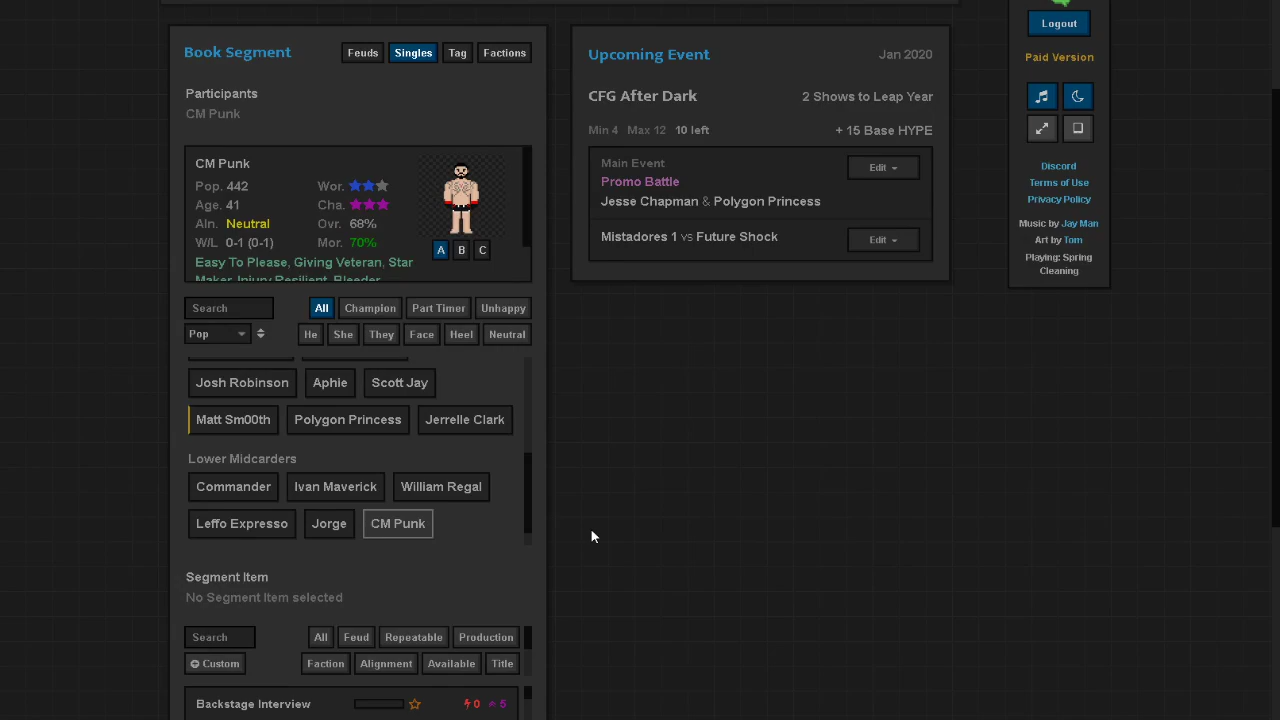 Book Segment
Feuds Singles Tag Factions
Participants
CM Punk
CM Punk
Pop. 442 Wor.
Age. 41 Cha.
Aln. Neutral Ovr. 68%
W/L 0-1 (0-1) Mor. 70%
A B C
Easy To Please, Giving Veteran, Star
Maker, Injury Resilient, Bleeder
Search All Champion Part Timer Unhappy
Pop He She They Face Heel Neutral
Josh Robinson Aphie Scott Jay
Matt Sm00th Polygon Princess Jerrelle Clark
Lower Midcarders
Commander Ivan Maverick William Regal
Leffo Expresso Jorge CM Punk
Segment Item
No Segment Item selected
Search All Feud Repeatable Production
Custom Faction Alignment Available Title
Backstage Interview 0 5
Upcoming Event Jan 2020
CFG After Dark 2 Shows to Leap Year
Min 4 Max 12 10 left + 15 Base HYPE
Main Event Edit
Promo Battle
Jesse Chapman & Polygon Princess
Mistadores 1 vs Future Shock Edit
Logout
Paid Version
Discord
Terms of Use
Privacy Policy
Music by Jay Man
Art by Tom
Playing: Spring
Cleaning